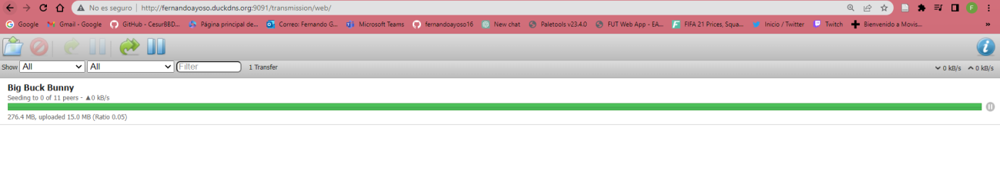 No es seguro http://fernandoayoso.duckdns.org:9091/transmission/web/
Google Gmail - Google GitHub - CesurBBD... Página principal de... Correo: Fernando G... Microsoft Teams fernandoayoso16 New chat Paletools v23.4.0 FUT Web App - EA... FIFA 21 Prices, Squa... Inicio / Twitter Twitch Bienvenido a Movis... »
Show All All Filter 1 Transfer 0 kB/s 0 kB/s
Big Buck Bunny
Seeding to 0 of 11 peers - ▲0 kB/s
276.4 MB, uploaded 15.0 MB (Ratio 0.05)